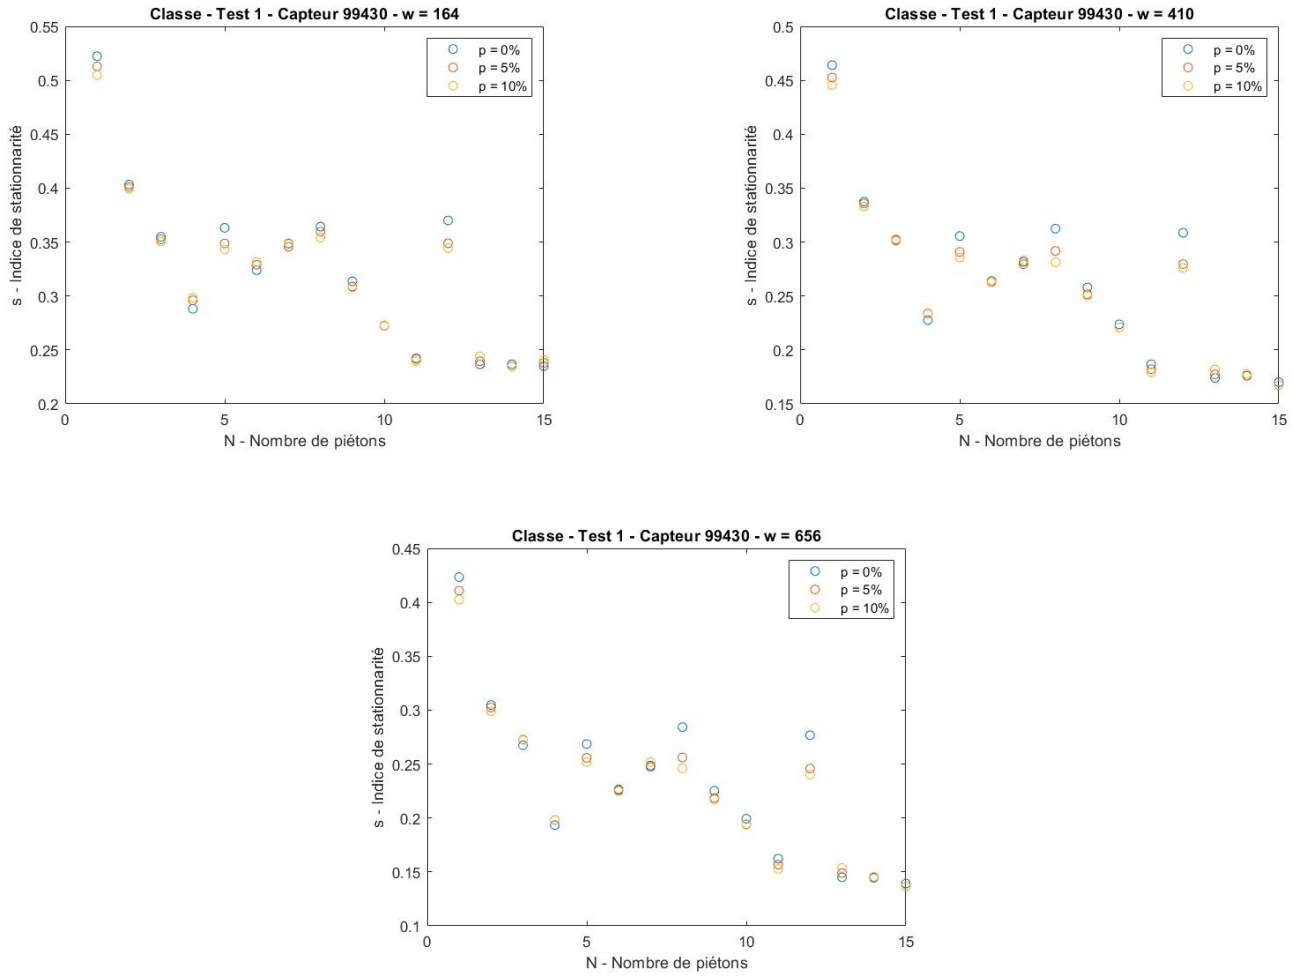 Classe - Test 1 - Capteur 99430 - w = 164
0.55
0.5
0.45
0.4
0.35
0.3
0.25
0.2
s - Indice de stationnarité
p = 0%
p = 5%
p = 10%
0 5 10 15
N - Nombre de piétons
Classe - Test 1 - Capteur 99430 - w = 410
0.5
0.45
0.4
0.35
0.3
0.25
0.2
0.15
s - Indice de stationnarité
p = 0%
p = 5%
p = 10%
0 5 10 15
N - Nombre de piétons
Classe - Test 1 - Capteur 99430 - w = 656
0.45
0.4
0.35
0.3
0.25
0.2
0.15
0.1
s - Indice de stationnarité
p = 0%
p = 5%
p = 10%
0 5 10 15
N - Nombre de piétons